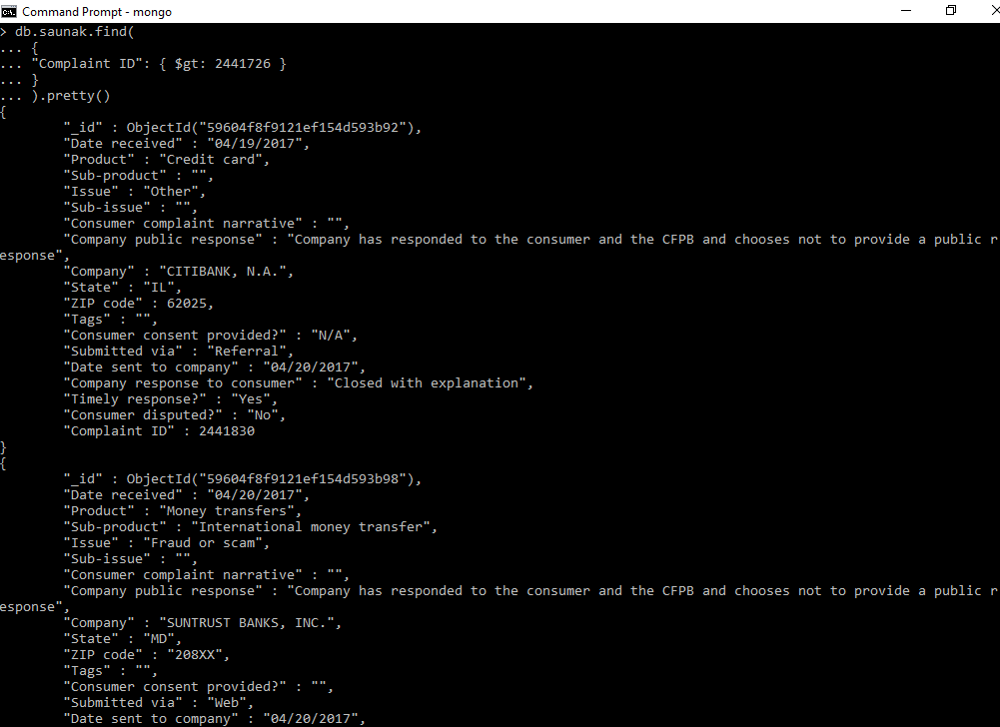 Command Prompt - mongo
> db.saunak.find(
... {
... "Complaint ID": { $gt: 2441726 }
... }
... ).pretty()
{
"_id" : ObjectId("59604f8f9121ef154d593b92"),
"Date received" : "04/19/2017",
"Product" : "Credit card",
"Sub-product" : "",
"Issue" : "Other",
"Sub-issue" : "",
"Consumer complaint narrative" : "",
"Company public response" : "Company has responded to the consumer and the CFPB and chooses not to provide a public r
esponse",
"Company" : "CITIBANK, N.A.",
"State" : "IL",
"ZIP code" : 62025,
"Tags" : "",
"Consumer consent provided?" : "N/A",
"Submitted via" : "Referral",
"Date sent to company" : "04/20/2017",
"Company response to consumer" : "Closed with explanation",
"Timely response?" : "Yes",
"Consumer disputed?" : "No",
"Complaint ID" : 2441830
}
{
"_id" : ObjectId("59604f8f9121ef154d593b98"),
"Date received" : "04/20/2017",
"Product" : "Money transfers",
"Sub-product" : "International money transfer",
"Issue" : "Fraud or scam",
"Sub-issue" : "",
"Consumer complaint narrative" : "",
"Company public response" : "Company has responded to the consumer and the CFPB and chooses not to provide a public r
esponse",
"Company" : "SUNTRUST BANKS, INC.",
"State" : "MD",
"ZIP code" : "208XX",
"Tags" : "",
"Consumer consent provided?" : "",
"Submitted via" : "Web",
"Date sent to company" : "04/20/2017",